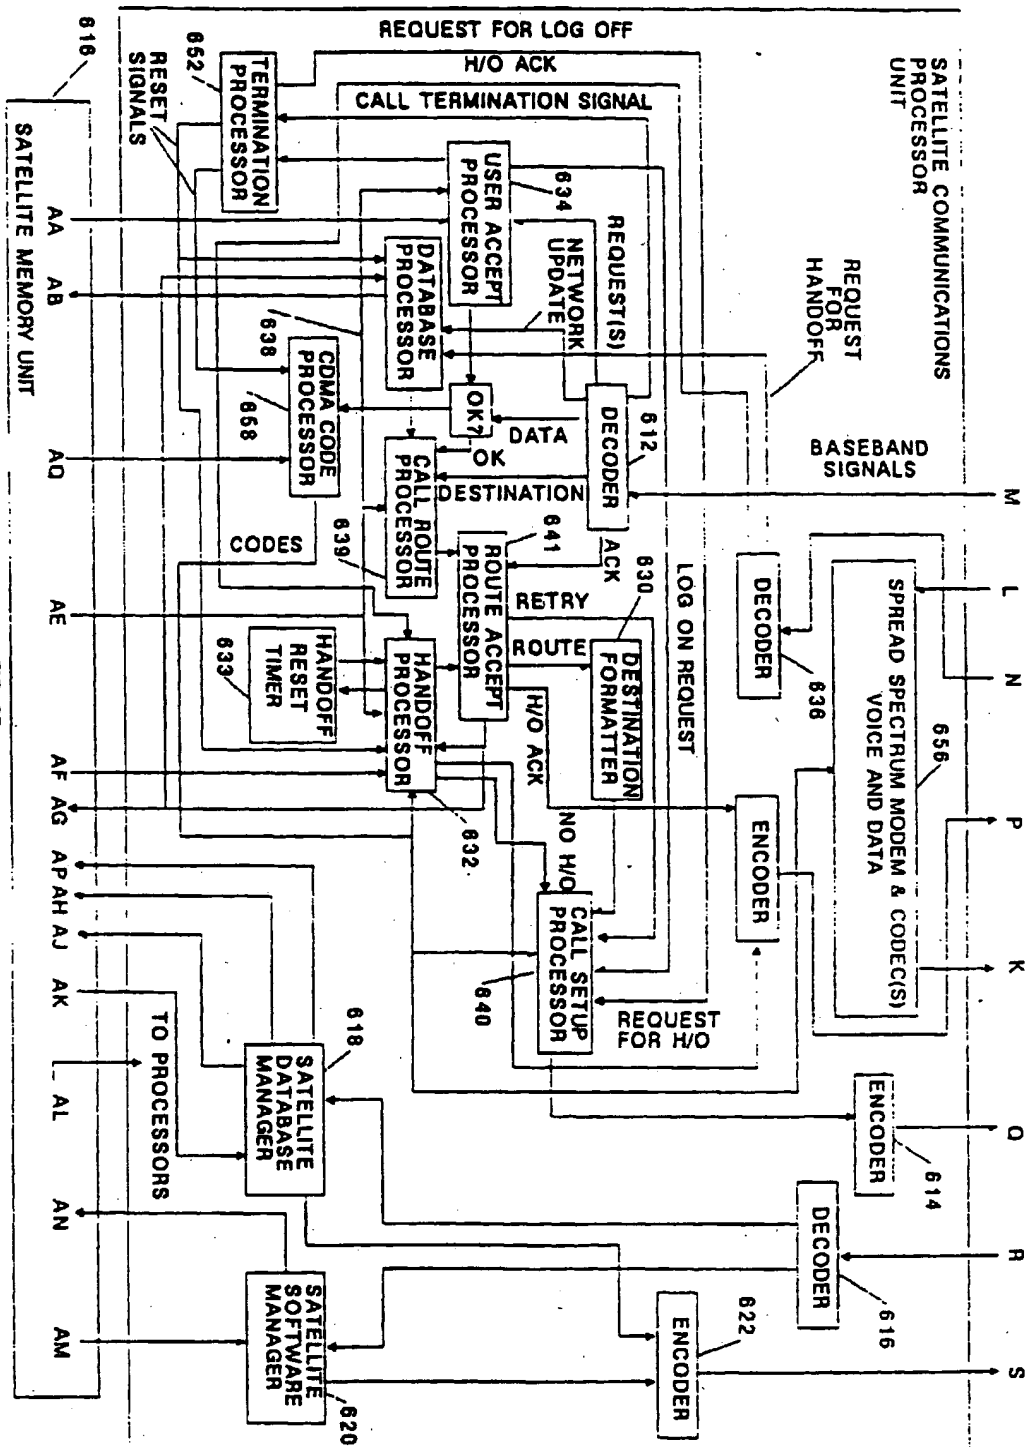 SATELLITE COMMUNICATIONS
PROCESSOR
UNIT
REQUEST FOR LOG OFF
H/O ACK
CALL TERMINATION SIGNAL
REQUEST
FOR
HANDOFF
BASEBAND
SIGNALS
M
L
N
P
K
Q
R
S
SPREAD SPECTRUM MODEM & CODEC(S)
VOICE AND DATA
656
DECODER
636
ENCODER
ENCODER
614
DECODER
616
ENCODER
622
652
TERMINATION
PROCESSOR
RESET
SIGNALS
USER ACCEPT
PROCESSOR
634
REQUEST(S)
NETWORK
UPDATE
DATABASE
PROCESSOR
638
CDMA CODE
PROCESSOR
658
OK?
DATA
OK
DECODER
612
DESTINATION
CALL ROUTE
PROCESSOR
639
CODES
ACK
641
ROUTE ACCEPT
PROCESSOR
RETRY
ROUTE
H/O ACK
630
DESTINATION
FORMATTER
LOG ON REQUEST
HANDOFF
RESET
TIMER
633
HANDOFF
PROCESSOR
632
NO H/O
CALL SETUP
PROCESSOR
640
REQUEST
FOR H/O
618
SATELLITE
DATABASE
MANAGER
TO PROCESSORS
SATELLITE
SOFTWARE
MANAGER
620
616
SATELLITE MEMORY UNIT
AA
AB
AD
AE
AF
AG
AP
AH
AJ
AK
AL
AN
AM